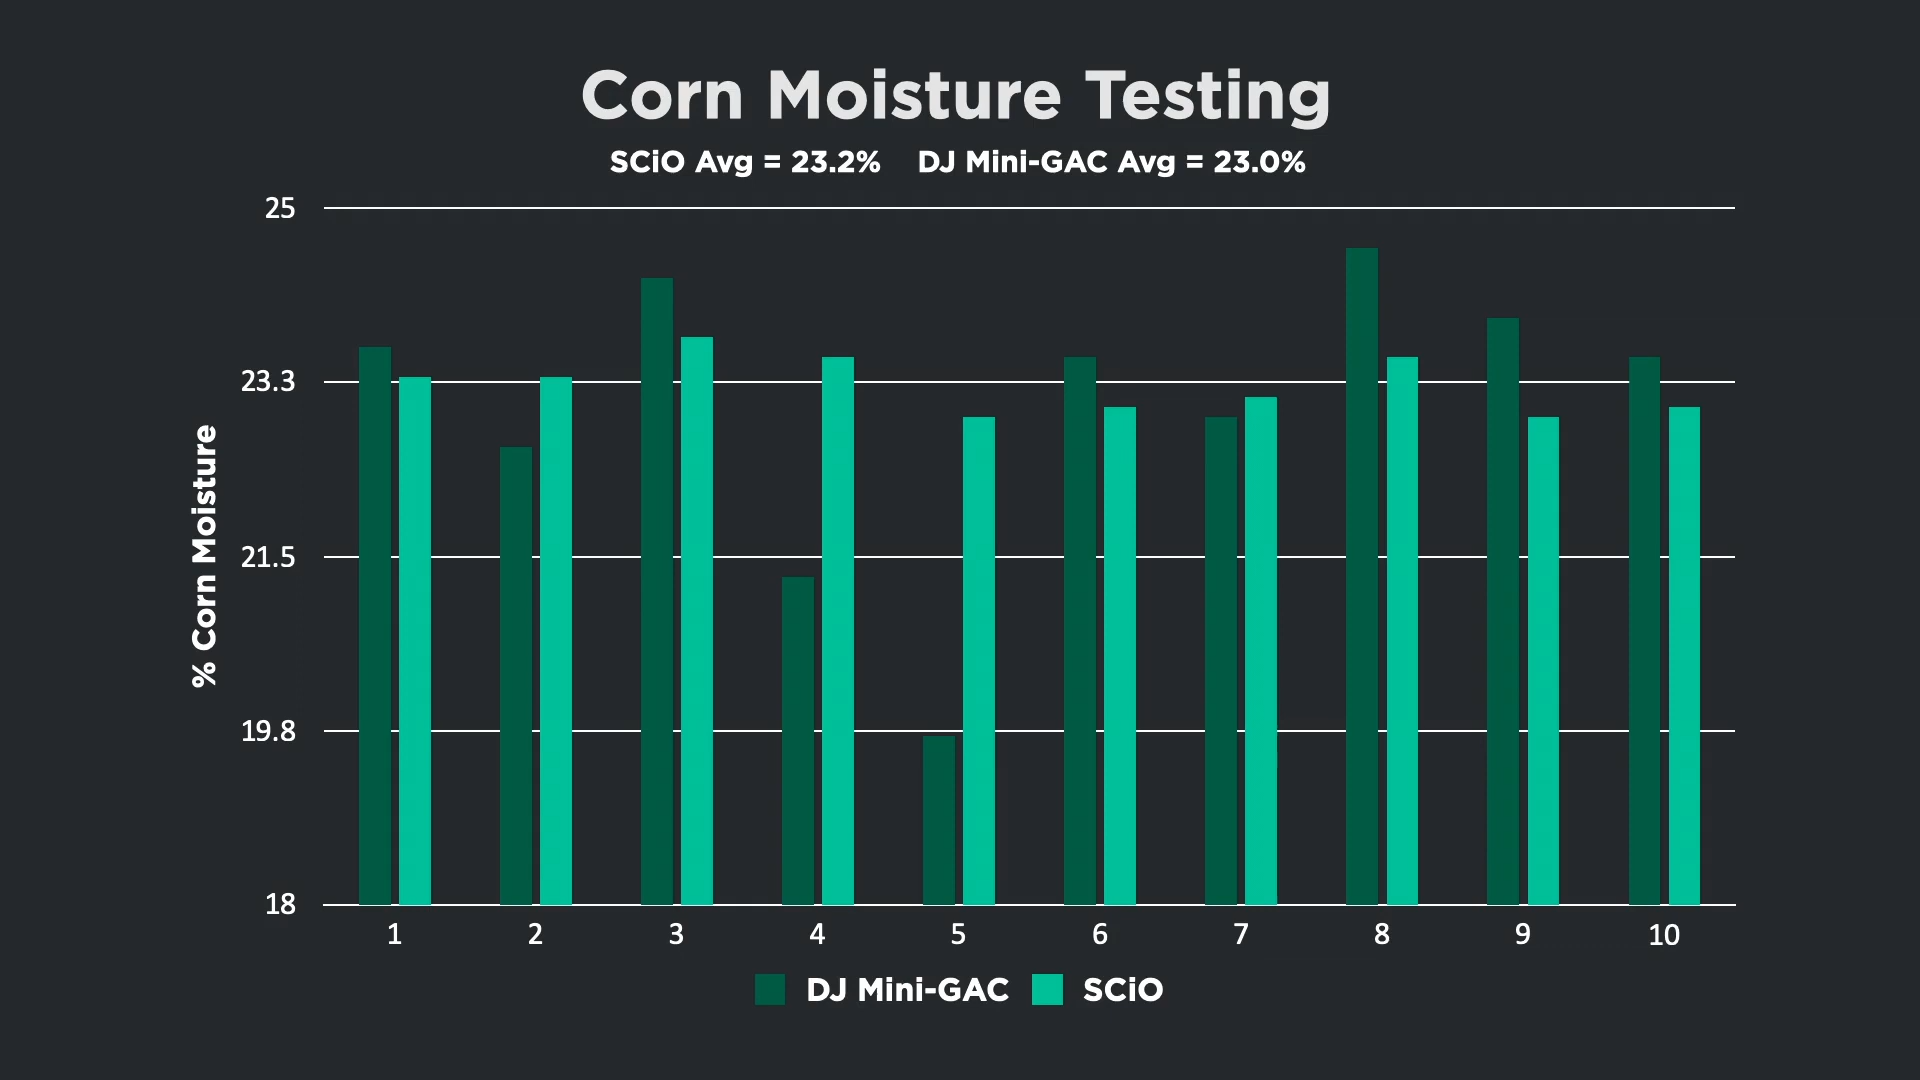 Corn Moisture Testing
SCiO Avg = 23.2% DJ Mini-GAC Avg = 23.0%
25
23.3
21.5
19.8
18
% Corn Moisture
1 2 3 4 5 6 7 8 9 10
DJ Mini-GAC SCiO